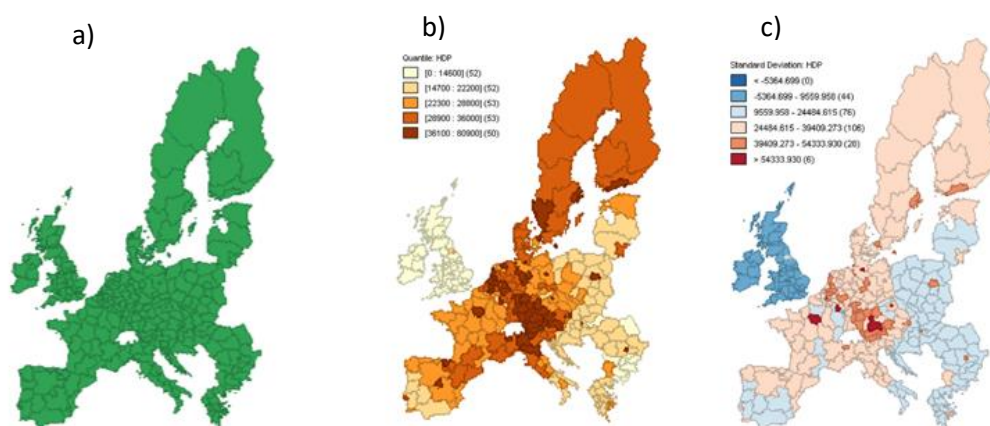 a)
b)
c)
Quantile: HDP
[0 : 14600] (52)
[14700 : 22200] (52)
[22300 : 28800] (53)
[28900 : 36000] (53)
[36100 : 80900] (50)
Standard Deviation: HDP
< -5364.699 (0)
-5364.699 - 9559.958 (44)
9559.958 - 24484.615 (76)
24484.615 - 39409.273 (106)
39409.273 - 54333.930 (28)
> 54333.930 (6)